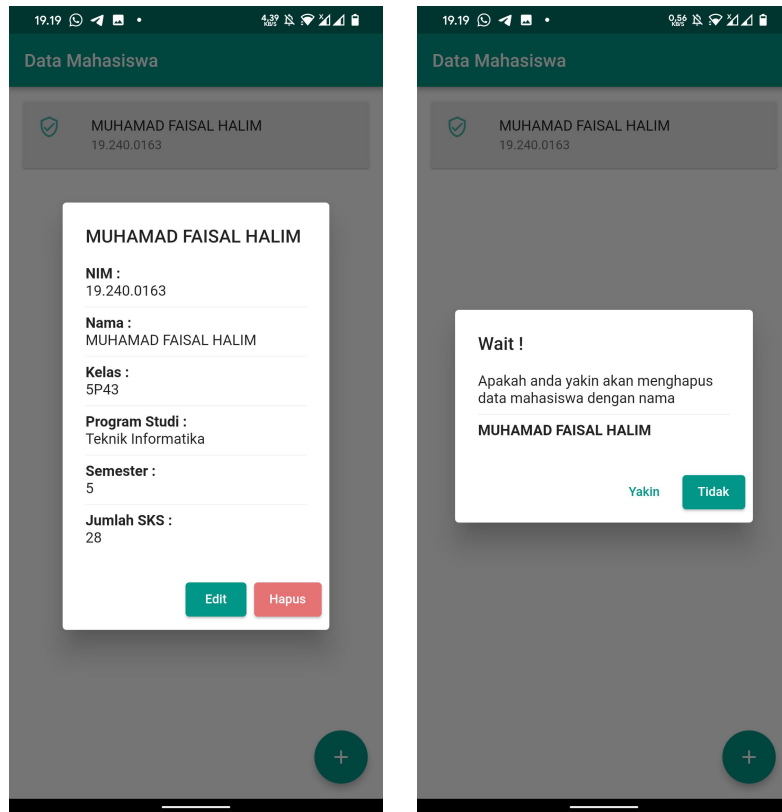 19.19
4,39
KB/S
Data Mahasiswa
MUHAMAD FAISAL HALIM
19.240.0163
MUHAMAD FAISAL HALIM
NIM :
19.240.0163
Nama :
MUHAMAD FAISAL HALIM
Kelas :
5P43
Program Studi :
Teknik Informatika
Semester :
5
Jumlah SKS :
28
Edit Hapus
+
19.19
0,56
KB/S
Data Mahasiswa
MUHAMAD FAISAL HALIM
19.240.0163
Wait !
Apakah anda yakin akan menghapus
data mahasiswa dengan nama
MUHAMAD FAISAL HALIM
Yakin Tidak
+